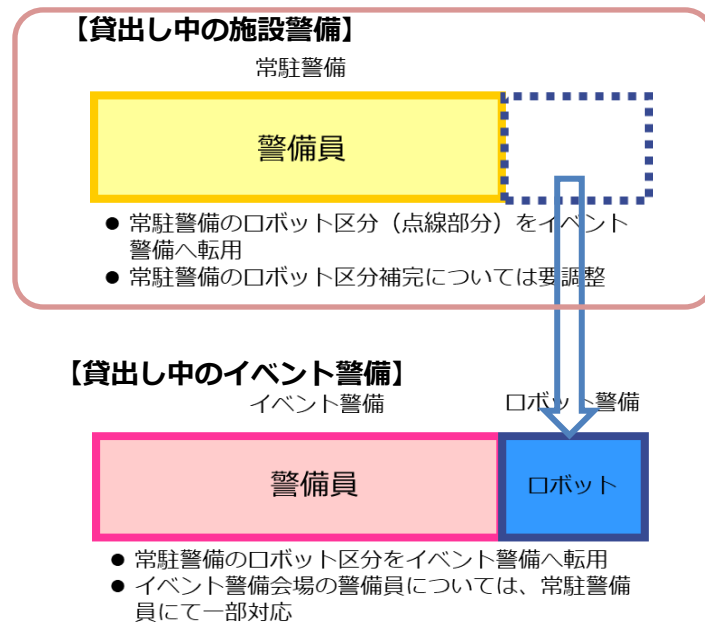 【貸出し中の施設警備】
常駐警備
警備員
● 常駐警備のロボット区分（点線部分）をイベント
警備へ転用
● 常駐警備のロボット区分補完については要調整
【貸出し中のイベント警備】
イベント警備 ロボット警備
警備員 ロボット
● 常駐警備のロボット区分をイベント警備へ転用
● イベント警備会場の警備員については、常駐警備
員にて一部対応